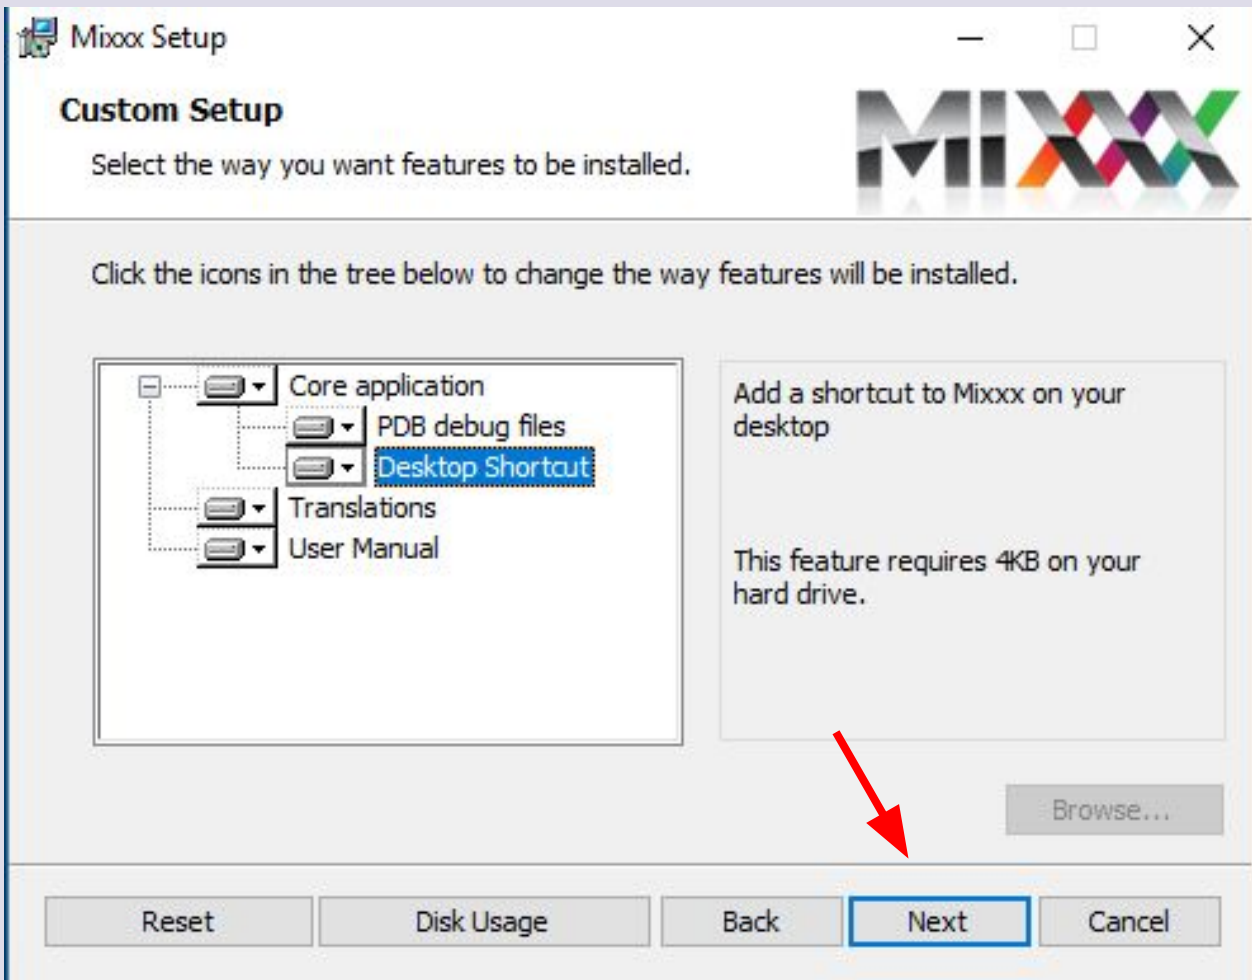 Mixxx Setup
Custom Setup
Select the way you want features to be installed.
MIXXX
Click the icons in the tree below to change the way features will be installed.
Core application
PDB debug files
Desktop Shortcut
Translations
User Manual
Add a shortcut to Mixxx on your
desktop
This feature requires 4KB on your
hard drive.
Browse...
Reset
Disk Usage
Back
Next
Cancel